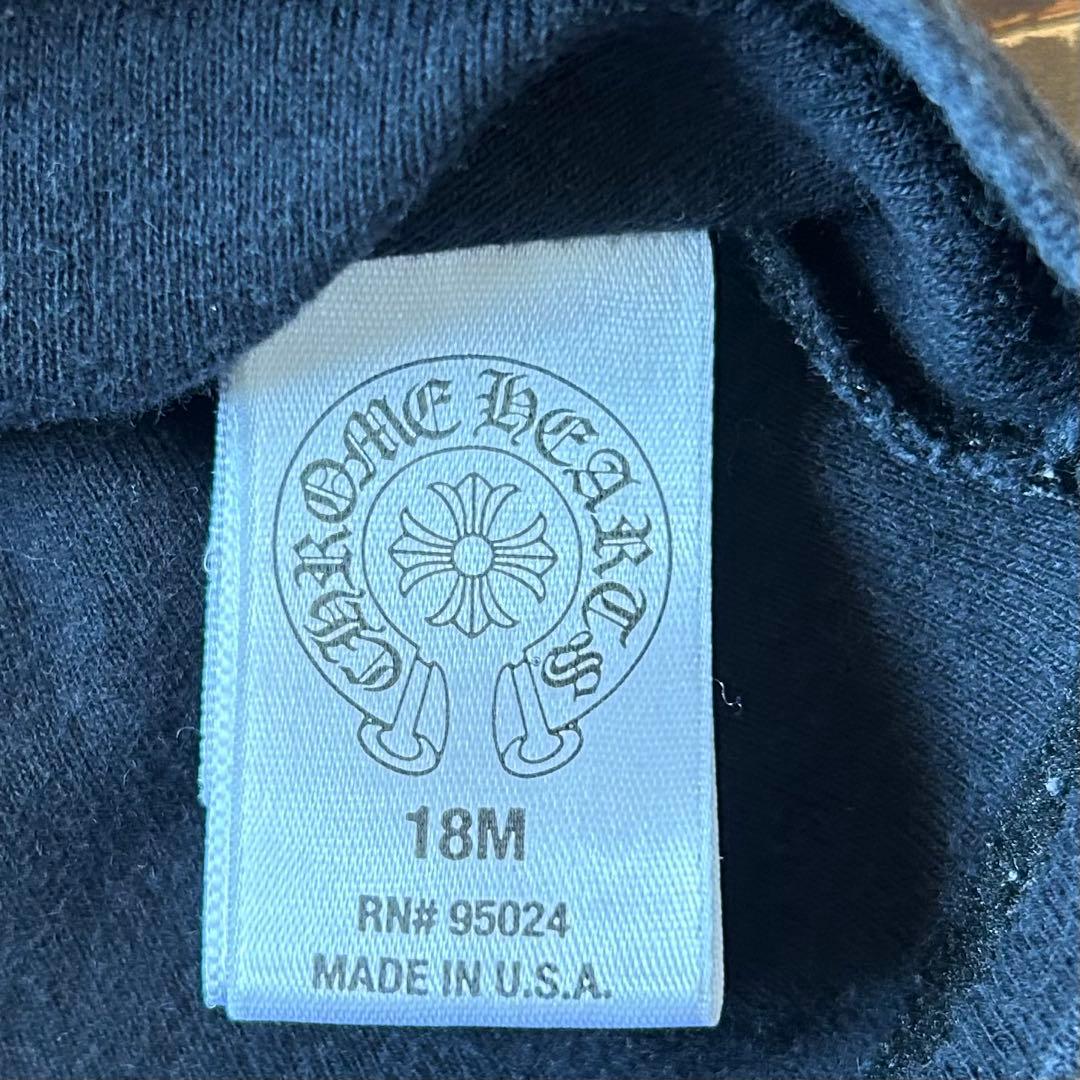 CHROME HEARTS
18M
RN# 95024
MADE IN U.S.A.